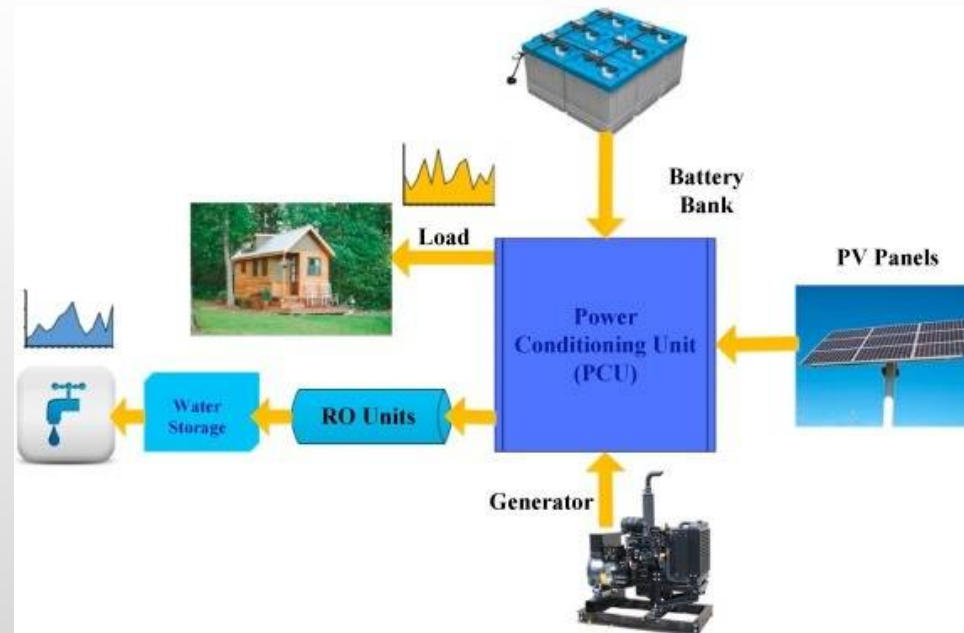 Battery
Bank
Load
PV Panels
Power
Conditioning Unit
(PCU)
Water
Storage
RO Units
Generator